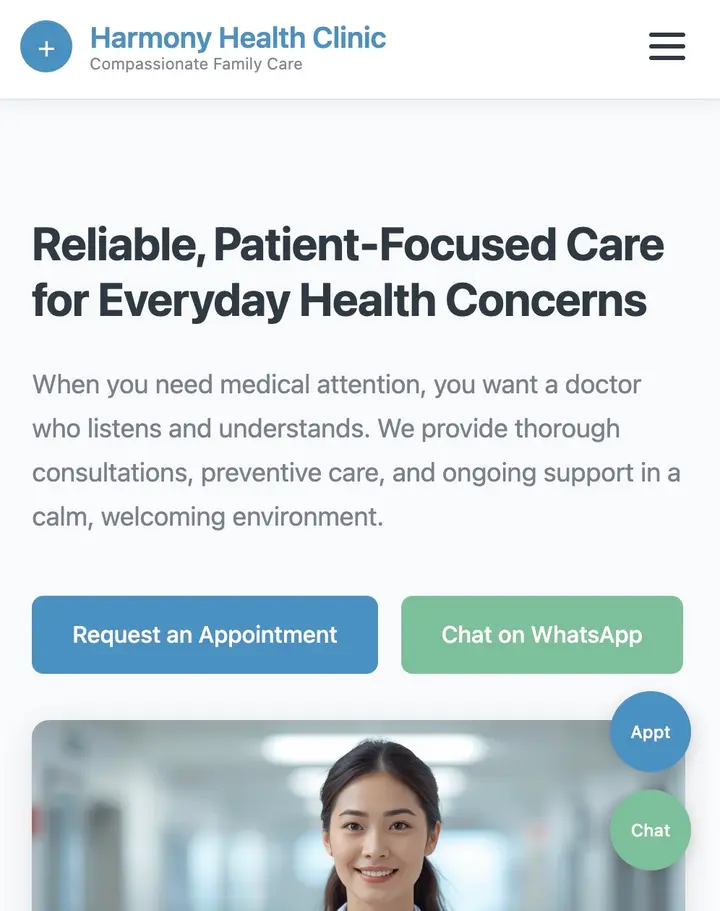 +
Harmony Health Clinic
Compassionate Family Care
Reliable, Patient-Focused Care
for Everyday Health Concerns
When you need medical attention, you want a doctor
who listens and understands. We provide thorough
consultations, preventive care, and ongoing support in a
calm, welcoming environment.
Request an Appointment
Chat on WhatsApp
Appt
Chat